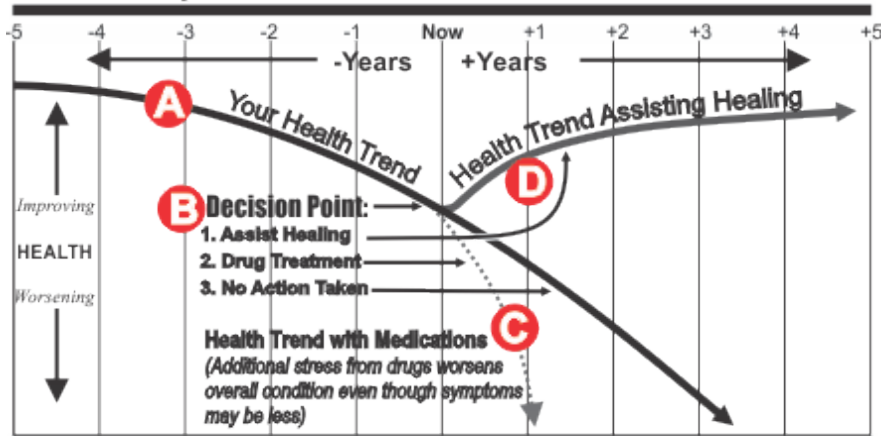 -5 -4 -3 -2 -1 Now +1 +2 +3 +4 +5
-Years +Years
A
Your Health Trend
Health Trend Assisting Healing
D
B
Decision Point:
Improving
HEALTH
Worsening
1. Assist Healing
2. Drug Treatment
3. No Action Taken
C
Health Trend with Medications
(Additional stress from drugs worsens
overall condition even though symptoms
may be less)